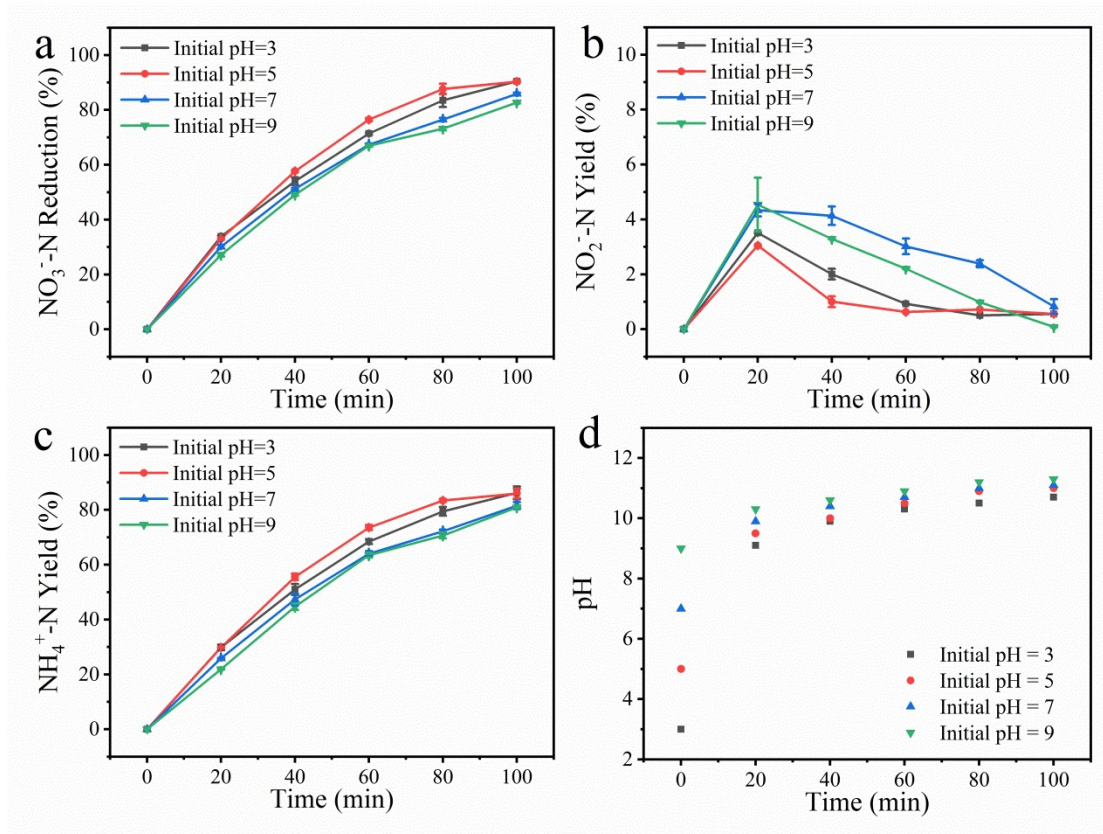 a
Initial pH=3
Initial pH=5
Initial pH=7
Initial pH=9
NO₃⁻-N Reduction (%)
100
80
60
40
20
0
0 20 40 60 80 100
Time (min)
b
Initial pH=3
Initial pH=5
Initial pH=7
Initial pH=9
NO₂⁻-N Yield (%)
10
8
6
4
2
0
0 20 40 60 80 100
Time (min)
c
Initial pH=3
Initial pH=5
Initial pH=7
Initial pH=9
NH₄⁺-N Yield (%)
100
80
60
40
20
0
0 20 40 60 80 100
Time (min)
d
pH
12
10
8
6
4
2
Initial pH = 3
Initial pH = 5
Initial pH = 7
Initial pH = 9
0 20 40 60 80 100
Time (min)